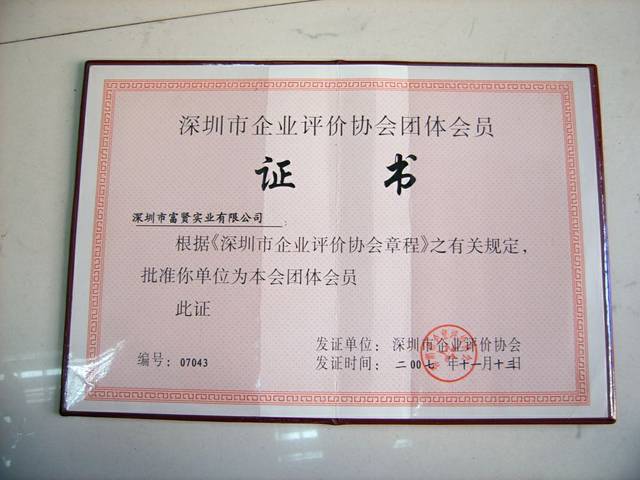 深圳市企业评价协会团体会员
证书
深圳市富贤实业有限公司：
根据《深圳市企业评价协会章程》之有关规定，
批准你单位为本会团体会员
此证
发证单位：深圳市企业评价协会
编号：07043
发证时间：二00七年十一月十三日